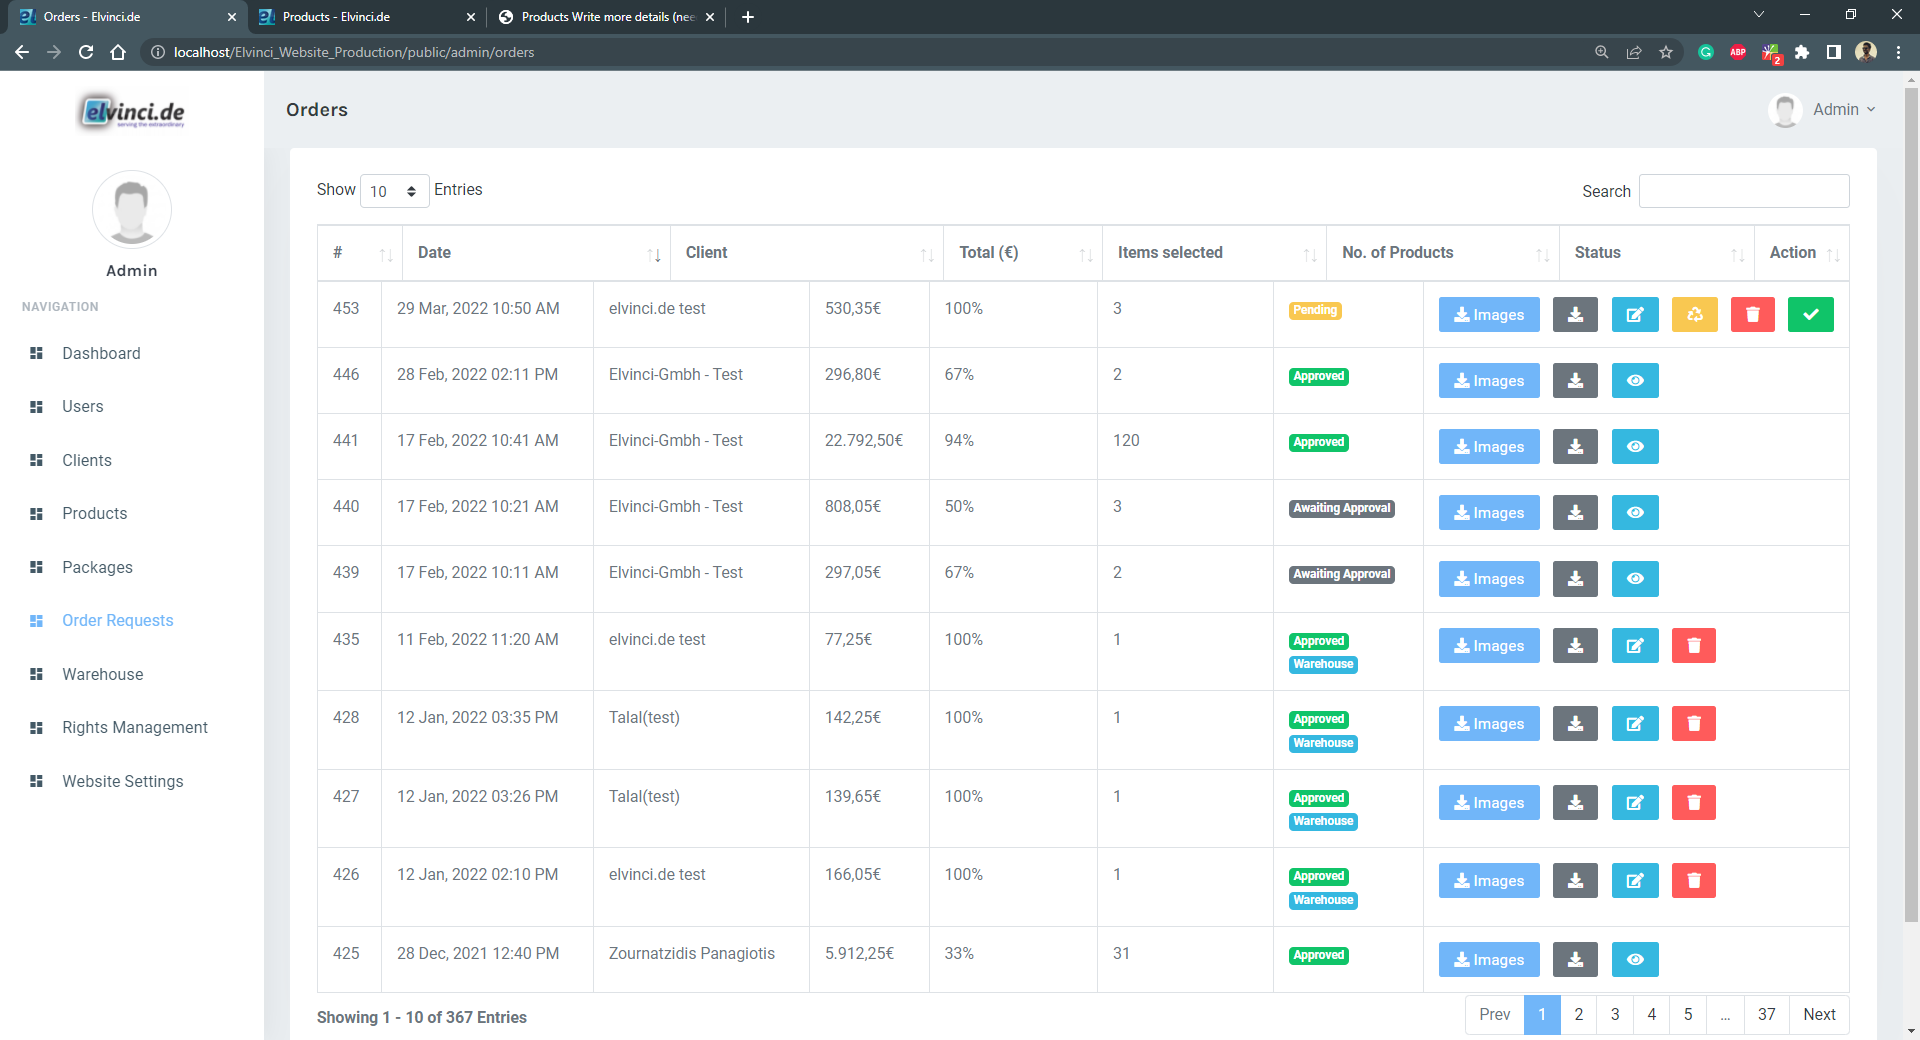 Orders - Elvinci.de
Products - Elvinci.de
Products Write more details (nee
localhost/Elvinci_Website_Production/public/admin/orders
ABP
2
elvinci.de
serving the extraordinary
Orders
Admin
Admin
NAVIGATION
Dashboard
Users
Clients
Products
Packages
Order Requests
Warehouse
Rights Management
Website Settings
Show 10 Entries
Search
# Date Client Total (€) Items selected No. of Products Status Action
453 29 Mar, 2022 10:50 AM elvinci.de test 530,35€ 100% 3 Pending Images
446 28 Feb, 2022 02:11 PM Elvinci-Gmbh - Test 296,80€ 67% 2 Approved Images
441 17 Feb, 2022 10:41 AM Elvinci-Gmbh - Test 22.792,50€ 94% 120 Approved Images
440 17 Feb, 2022 10:21 AM Elvinci-Gmbh - Test 808,05€ 50% 3 Awaiting Approval Images
439 17 Feb, 2022 10:11 AM Elvinci-Gmbh - Test 297,05€ 67% 2 Awaiting Approval Images
435 11 Feb, 2022 11:20 AM elvinci.de test 77,25€ 100% 1 Approved Images
Warehouse
428 12 Jan, 2022 03:35 PM Talal(test) 142,25€ 100% 1 Approved Images
Warehouse
427 12 Jan, 2022 03:26 PM Talal(test) 139,65€ 100% 1 Approved Images
Warehouse
426 12 Jan, 2022 02:10 PM elvinci.de test 166,05€ 100% 1 Approved Images
Warehouse
425 28 Dec, 2021 12:40 PM Zournatzidis Panagiotis 5.912,25€ 33% 31 Approved Images
Showing 1 - 10 of 367 Entries
Prev 1 2 3 4 5 ... 37 Next